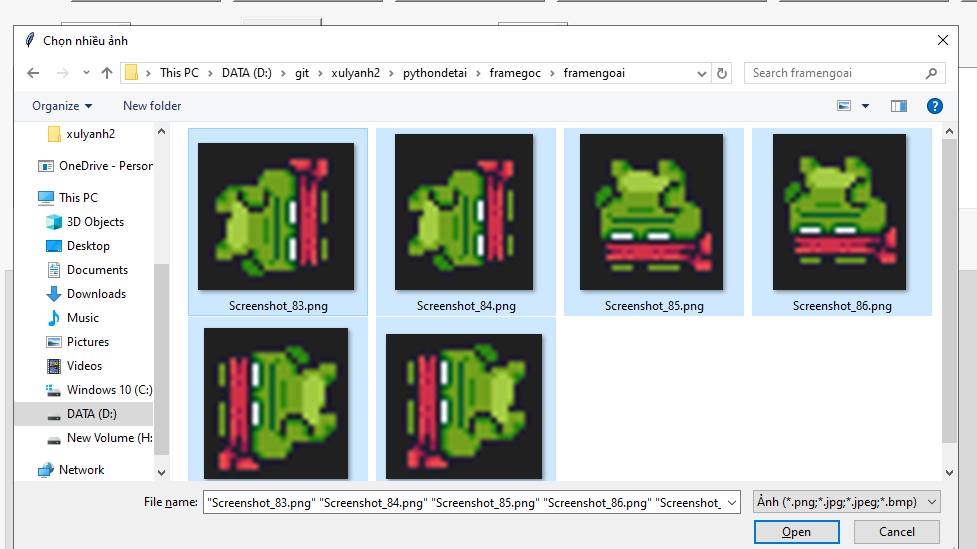 Chọn nhiều ảnh
This PC > DATA (D:) > git > xulyanh2 > pythondetai > framegoc > framengoai
Search framengoai
Organize
New folder
xulyanh2
OneDrive - Person
This PC
3D Objects
Desktop
Documents
Downloads
Music
Pictures
Videos
Windows 10 (C:)
DATA (D:)
New Volume (H:
Network
Screenshot_83.png
Screenshot_84.png
Screenshot_85.png
Screenshot_86.png
File name:
"Screenshot_83.png" "Screenshot_84.png" "Screenshot_85.png" "Screenshot_86.png" "Screenshot_
Ảnh (*.png;*.jpg;*.jpeg;*.bmp)
Open
Cancel